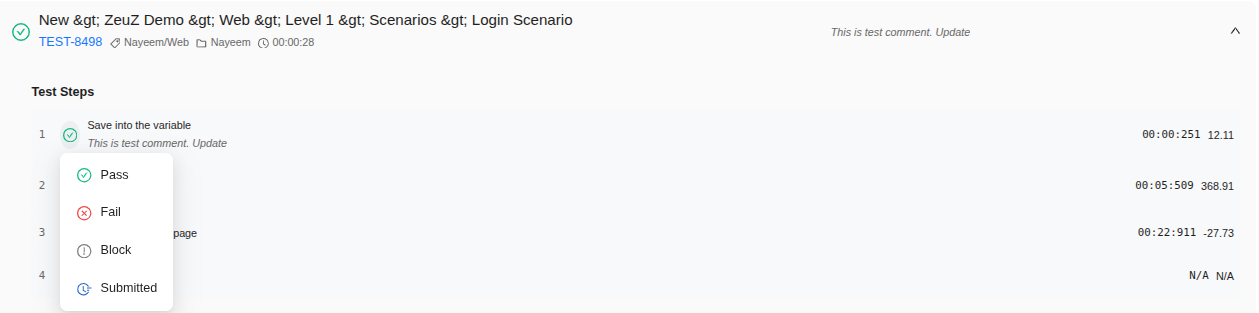 New &gt; ZeuZ Demo &gt; Web &gt; Level 1 &gt; Scenarios &gt; Login Scenario
TEST-8498 Nayeem/Web Nayeem 00:00:28
This is test comment. Update
Test Steps
1 Save into the variable 00:00:251 12.11
This is test comment. Update
Pass
2 00:05:509 368.91
Fail
3 page 00:22:911 -27.73
Block
4 N/A N/A
Submitted